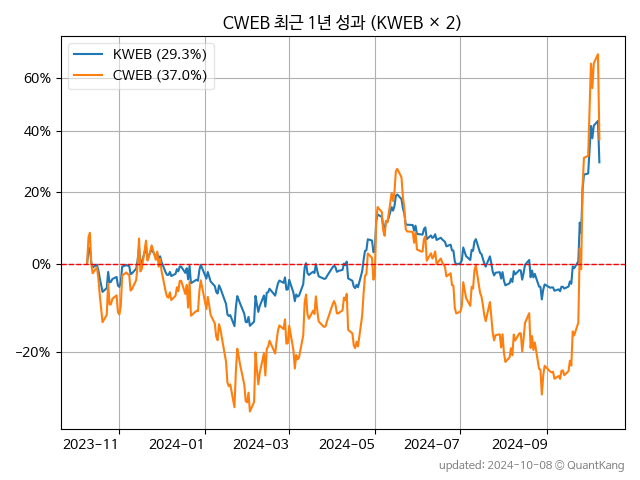 CWEB 최근 1년 성과 (KWEB × 2)
KWEB (29.3%)
CWEB (37.0%)
60%
40%
20%
0%
−20%
2023-11
2024-01
2024-03
2024-05
2024-07
2024-09
updated: 2024-10-08 © QuantKang